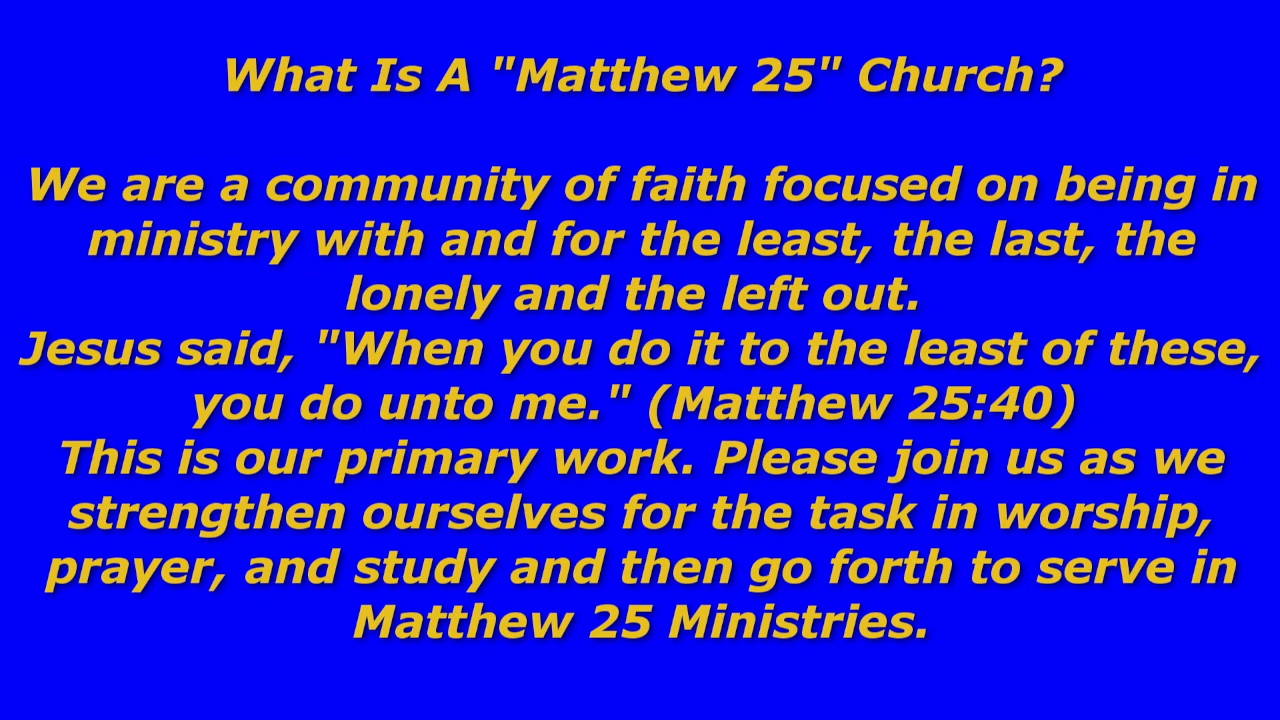 What Is A "Matthew 25" Church?
We are a community of faith focused on being in
ministry with and for the least, the last, the
lonely and the left out.
Jesus said, "When you do it to the least of these,
you do unto me." (Matthew 25:40)
This is our primary work. Please join us as we
strengthen ourselves for the task in worship,
prayer, and study and then go forth to serve in
Matthew 25 Ministries.